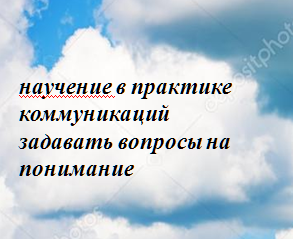 научение в практике
коммуникаций
задавать вопросы на
понимание